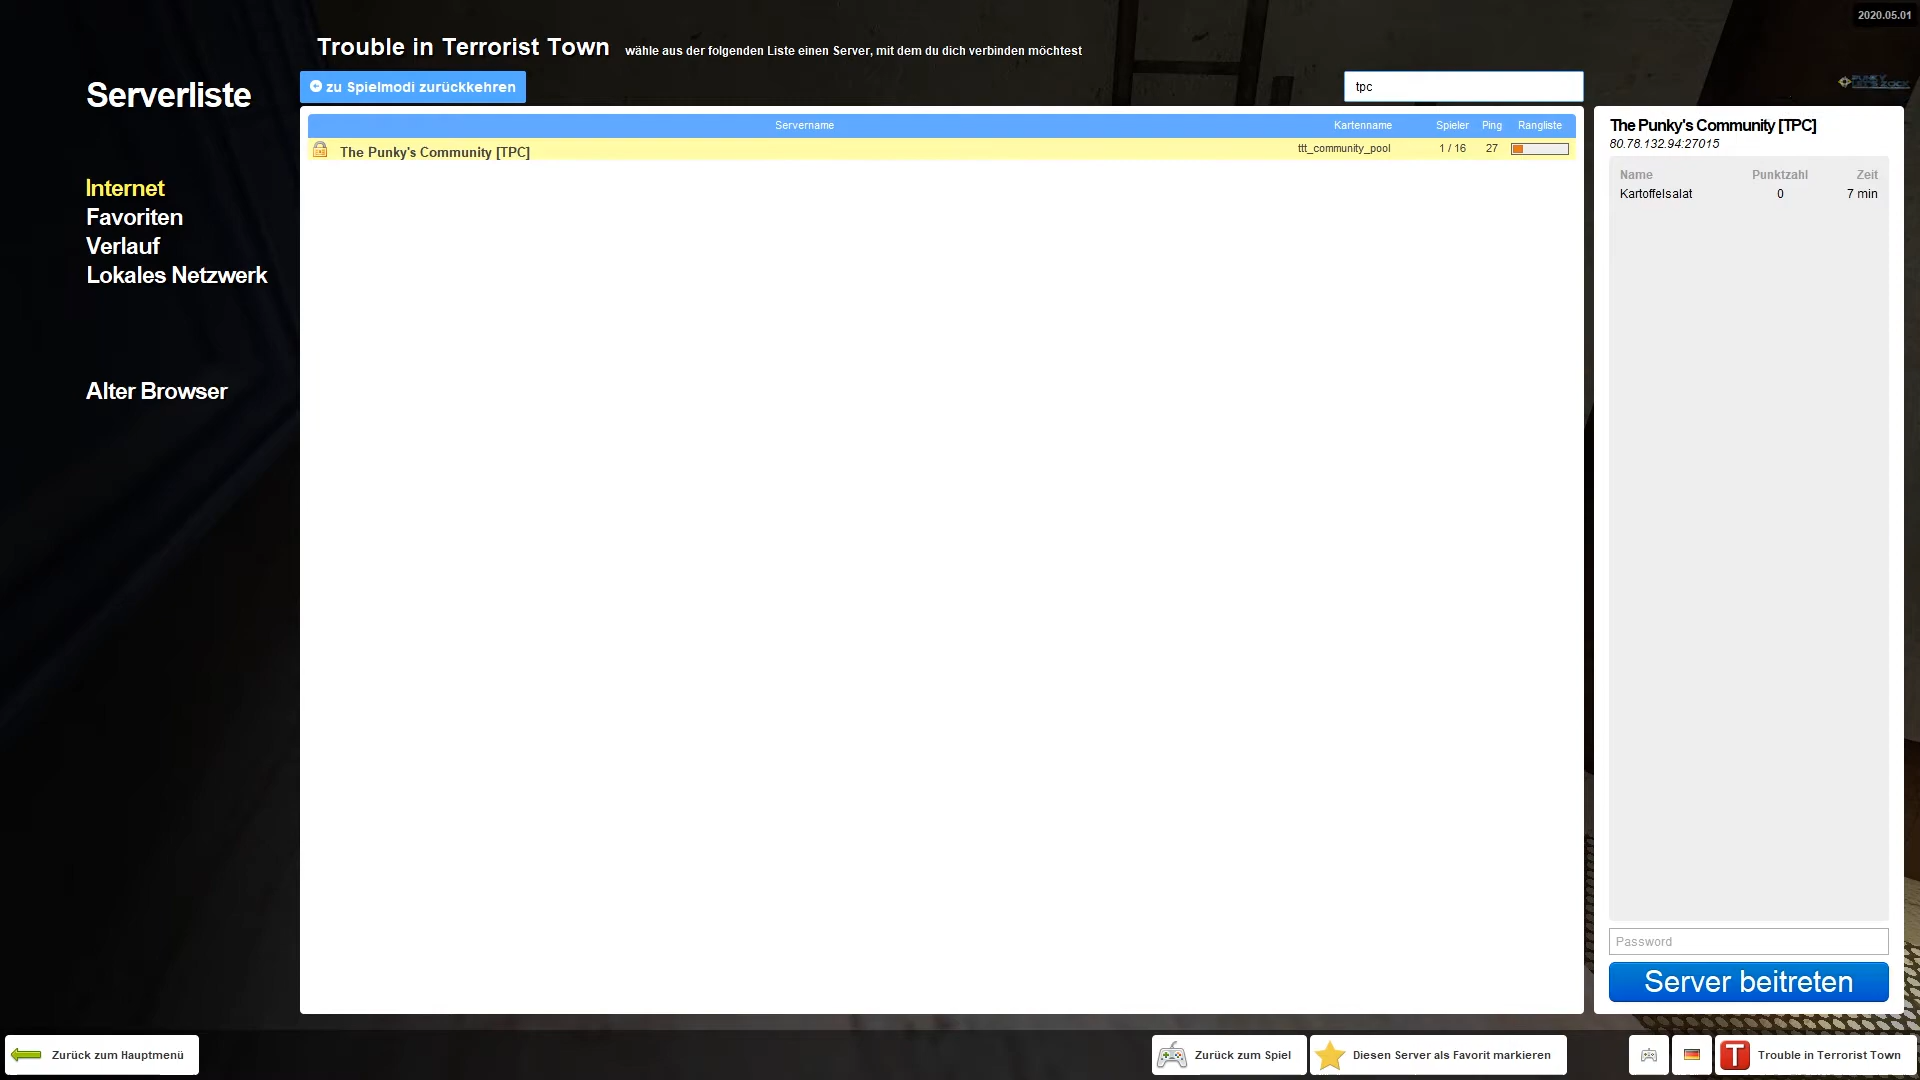 2020.05.01
Trouble in Terrorist Town wähle aus der folgenden Liste einen Server, mit dem du dich verbinden möchtest
Serverliste
zu Spielmodi zurückkehren
tpc
PUNKY
LET'S ZOCK
Internet
Favoriten
Verlauf
Lokales Netzwerk
Alter Browser
Servername Kartenname Spieler Ping Rangliste
The Punky's Community [TPC] ttt_community_pool 1 / 16 27
The Punky's Community [TPC]
80.78.132.94:27015
Name Punktzahl Zeit
Kartoffelsalat 0 7 min
Password
Server beitreten
Zurück zum Hauptmenü
Zurück zum Spiel
Diesen Server als Favorit markieren
T Trouble in Terrorist Town